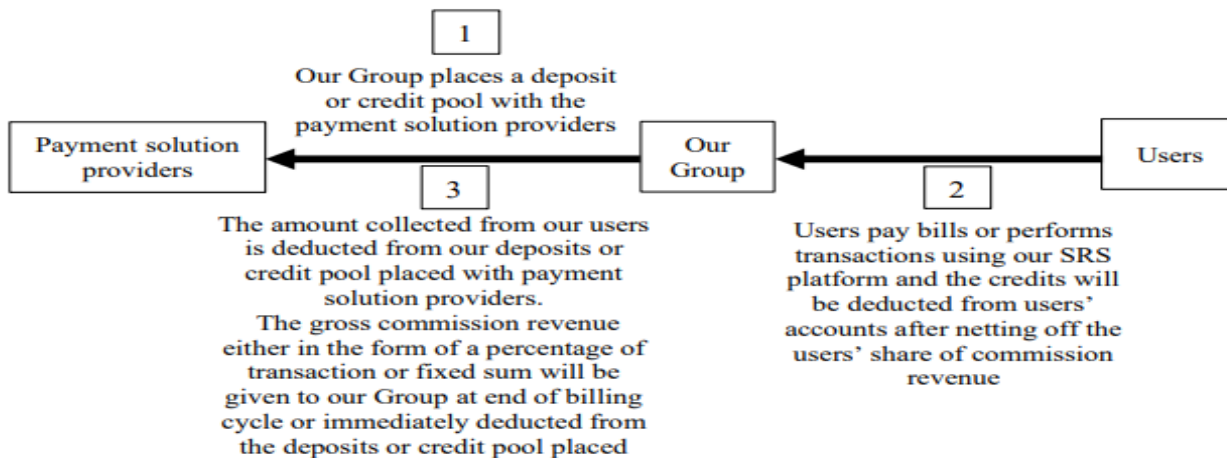 1
Our Group places a deposit
or credit pool with the
payment solution providers
Payment solution
providers
Our
Group
Users
3
The amount collected from our users
is deducted from our deposits or
credit pool placed with payment
solution providers.
The gross commission revenue
either in the form of a percentage of
transaction or fixed sum will be
given to our Group at end of billing
cycle or immediately deducted from
the deposits or credit pool placed
2
Users pay bills or performs
transactions using our SRS
platform and the credits will
be deducted from users'
accounts after netting off the
users' share of commission
revenue